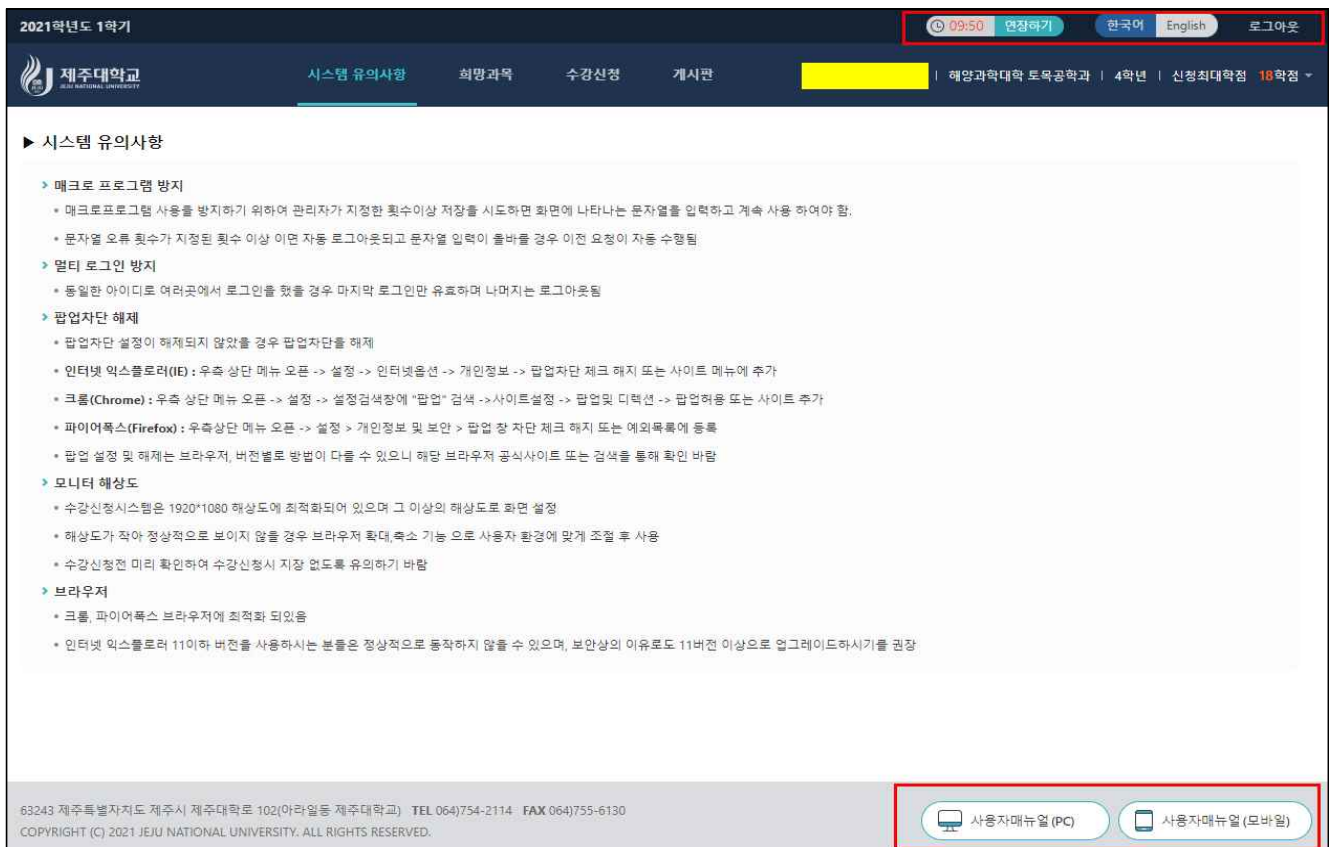 2021학년도 1학기
09:50 연장하기 한국어 English 로그아웃
제주대학교
JEJU NATIONAL UNIVERSITY
시스템 유의사항 희망과목 수강신청 게시판 | 해양과학대학 토목공학과 | 4학년 | 신청최대학점 18학점
▶ 시스템 유의사항
> 매크로 프로그램 방지
• 매크로프로그램 사용을 방지하기 위하여 관리자가 지정한 횟수이상 저장을 시도하면 화면에 나타나는 문자열을 입력하고 계속 사용 하여야 함.
• 문자열 오류 횟수가 지정된 횟수 이상 이면 자동 로그아웃되고 문자열 입력이 올바를 경우 이전 요청이 자동 수행됨
> 멀티 로그인 방지
• 동일한 아이디로 여러곳에서 로그인을 했을 경우 마지막 로그인만 유효하며 나머지는 로그아웃됨
> 팝업차단 해제
• 팝업차단 설정이 해제되지 않았을 경우 팝업차단을 해제
• 인터넷 익스플로러(IE) : 우측 상단 메뉴 오픈 -> 설정 -> 인터넷옵션 -> 개인정보 -> 팝업차단 체크 해지 또는 사이트 메뉴에 추가
• 크롬(Chrome) : 우측 상단 메뉴 오픈 -> 설정 -> 설정검색창에 "팝업" 검색 ->사이트설정 -> 팝업및 디렉션 -> 팝업허용 또는 사이트 추가
• 파이어폭스(Firefox) : 우측상단 메뉴 오픈 -> 설정 > 개인정보 및 보안 > 팝업 창 차단 체크 해지 또는 예외목록에 등록
• 팝업 설정 및 해제는 브라우저, 버전별로 방법이 다를 수 있으니 해당 브라우저 공식사이트 또는 검색을 통해 확인 바람
> 모니터 해상도
• 수강신청시스템은 1920*1080 해상도에 최적화되어 있으며 그 이상의 해상도로 화면 설정
• 해상도가 작아 정상적으로 보이지 않을 경우 브라우저 확대,축소 기능 으로 사용자 환경에 맞게 조절 후 사용
• 수강신청전 미리 확인하여 수강신청시 지장 없도록 유의하기 바람
> 브라우저
• 크롬, 파이어폭스 브라우저에 최적화 되있음
• 인터넷 익스플로러 11이하 버전을 사용하시는 분들은 정상적으로 동작하지 않을 수 있으며, 보안상의 이유로도 11버전 이상으로 업그레이드하시기를 권장
63243 제주특별자치도 제주시 제주대학로 102(아라일동 제주대학교) TEL 064)754-2114 FAX 064)755-6130
COPYRIGHT (C) 2021 JEJU NATIONAL UNIVERSITY. ALL RIGHTS RESERVED.
사용자매뉴얼 (PC) 사용자매뉴얼 (모바일)